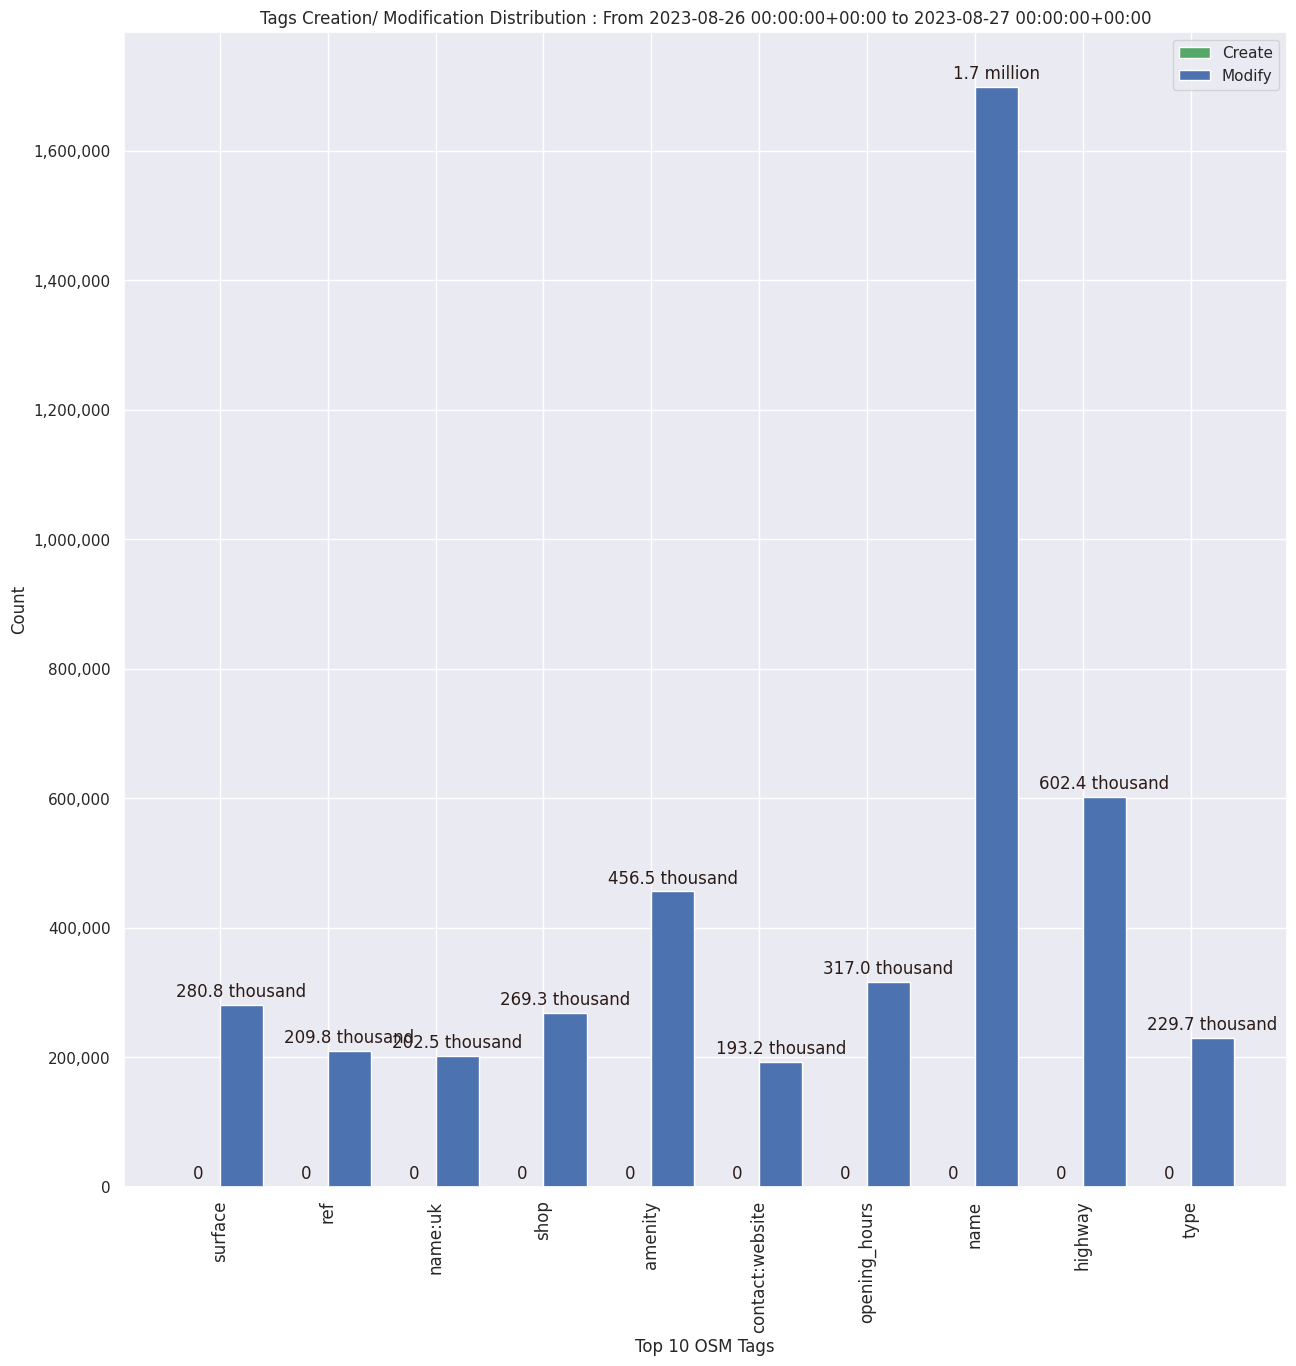 Tags Creation/ Modification Distribution : From 2023-08-26 00:00:00+00:00 to 2023-08-27 00:00:00+00:00
Create
Modify
1.7 million
1,600,000
1,400,000
1,200,000
1,000,000
800,000
600,000
400,000
200,000
0
Count
602.4 thousand
456.5 thousand
317.0 thousand
280.8 thousand
269.3 thousand
209.8 thousand
202.5 thousand
193.2 thousand
229.7 thousand
0 0 0 0 0 0 0 0 0 0
surface
ref
name:uk
shop
amenity
contact:website
opening_hours
name
highway
type
Top 10 OSM Tags